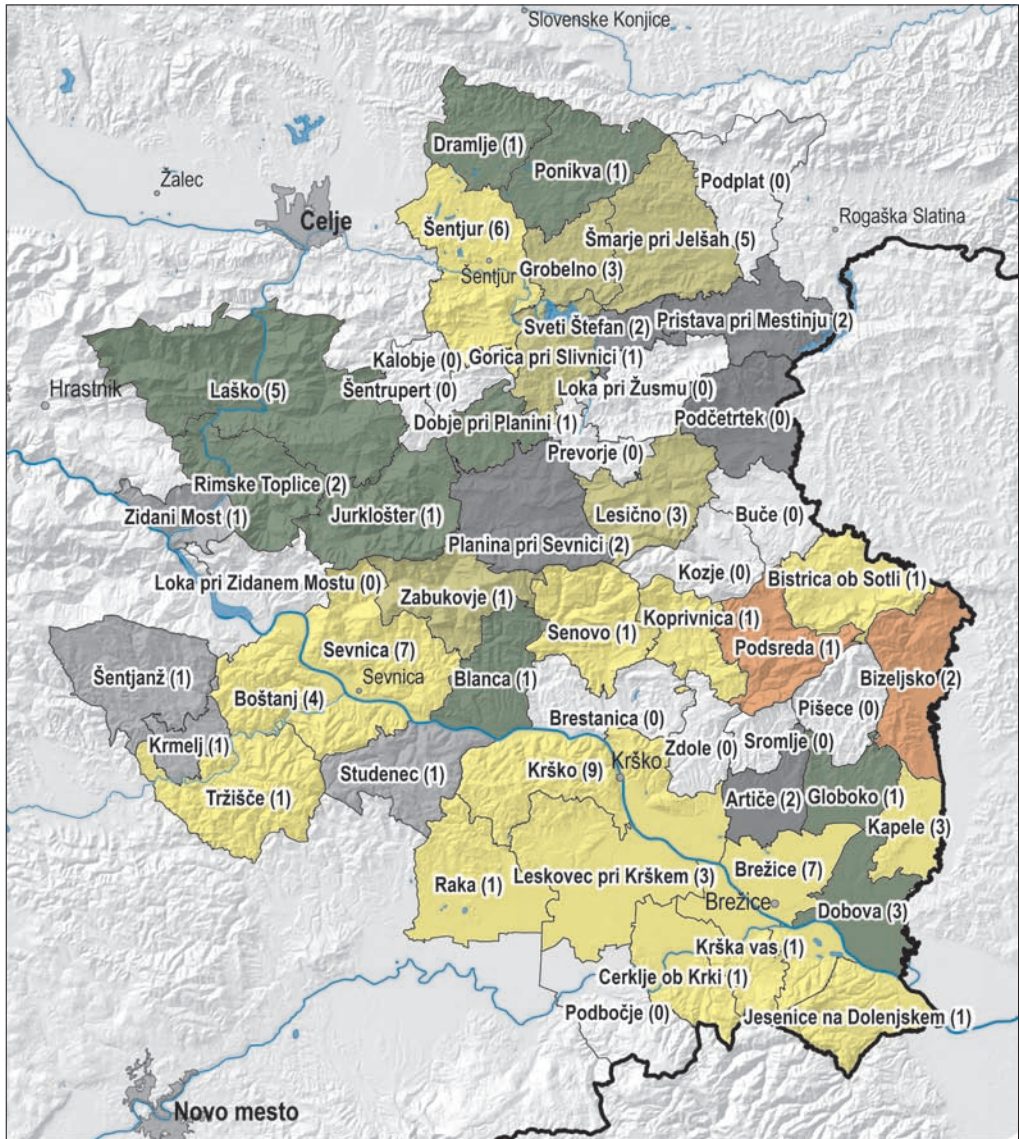 Slovenske Konjice
Dramlje (1)
Ponikva (1)
Žalec
Podplat (0)
Celje
Rogaška Slatina
Šentjur (6)
Šmarje pri Jelšah (5)
Grobelno (3)
Šentjur
Sveti Štefan (2)
Pristava pri Mestinju (2)
Kalobje (0)
Gorica pri Slivnici (1)
Hrastnik
Laško (5)
Šentrupert (0)
Loka pri Žusmu (0)
Dobje pri Planini (1)
Podčetrtek (0)
Prevorje (0)
Rimske Toplice (2)
Zidani Most (1)
Jurklošter (1)
Lesično (3)
Buče (0)
Planina pri Sevnici (2)
Loka pri Zidanem Mostu (0)
Kozje (0)
Bistrica ob Sotli (1)
Zabukovje (1)
Koprivnica (1)
Senovo (1)
Podsreda (1)
Sevnica (7)
Šentjanž (1)
Sevnica
Blanca (1)
Bizeljsko (2)
Boštanj (4)
Pišece (0)
Brestanica (0)
Krmelj (1)
Zdole (0)
Sromlje (0)
Studenec (1)
Krško (9)
Krško
Tržišče (1)
Artiče (2)
Globoko (1)
Kapele (3)
Raka (1)
Leskovec pri Krškem (3)
Brežice (7)
Brežice
Dobova (3)
Krška vas (1)
Cerklje ob Krki (1)
Podbočje (0)
Jesenice na Dolenjskem (1)
Novo mesto